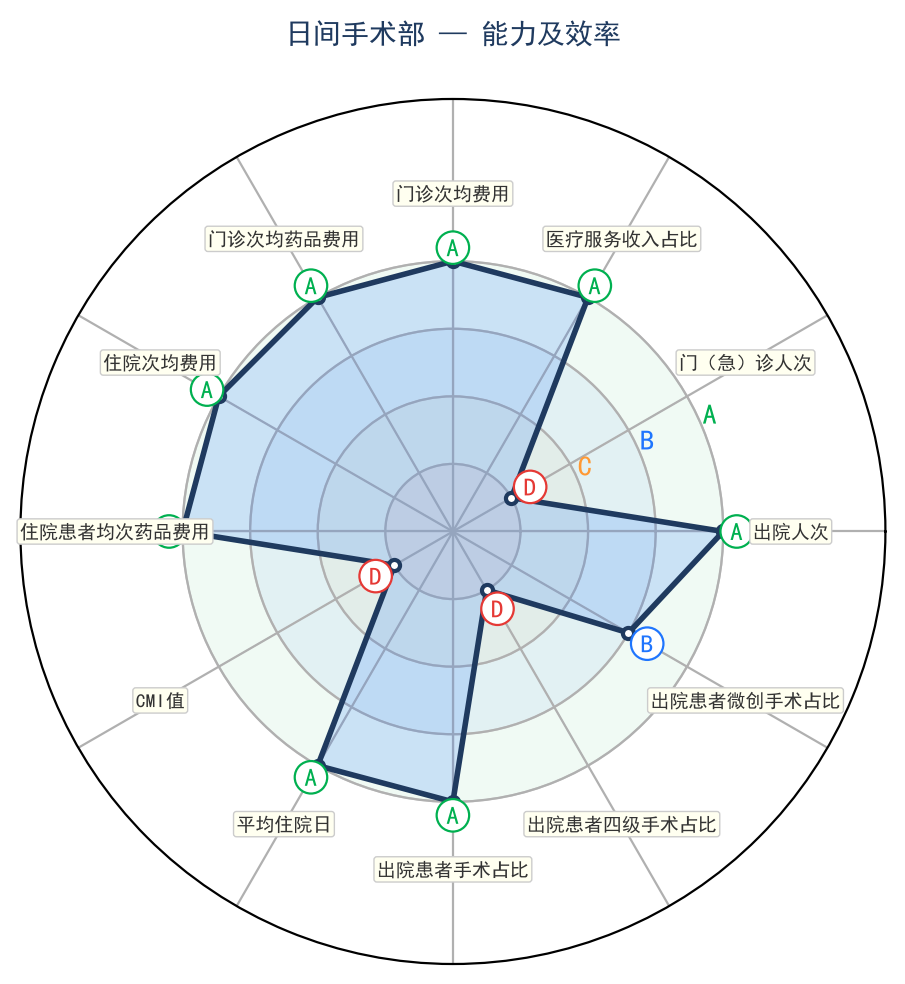 日间手术部 — 能力及效率
门诊次均费用
门诊次均药品费用
医疗服务收入占比
A
A
A
住院次均费用
门（急）诊人次
A
A
B
C
D
住院患者均次药品费用
A
出院人次
D
D
B
CMI值
出院患者微创手术占比
A
平均住院日
A
出院患者四级手术占比
出院患者手术占比